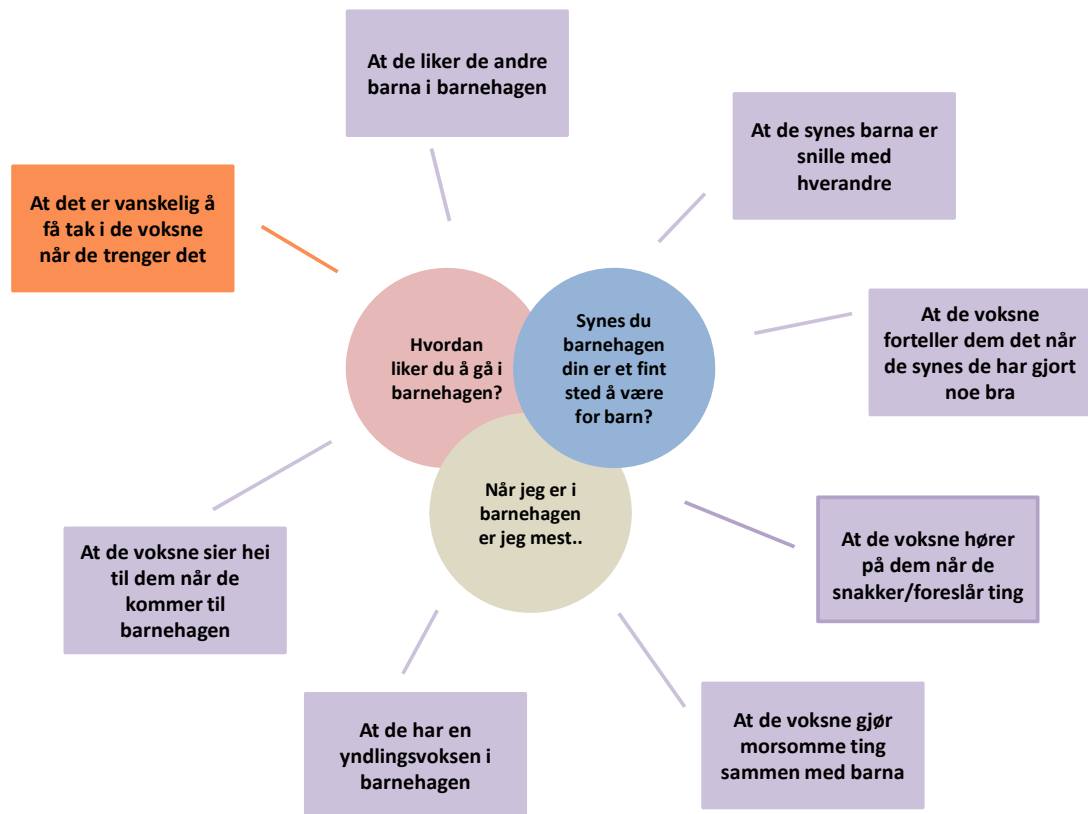 At de liker de andre
barna i barnehagen
At de synes barna er
snille med
hverandre
At det er vanskelig å
få tak i de voksne
når de trenger det
Hvordan
liker du å gå i
barnehagen?
Synes du
barnehagen
din er et fint
sted å være
for barn?
At de voksne
forteller dem det når
de synes de har gjort
noe bra
Når jeg er i
barnehagen
er jeg mest..
At de voksne sier hei
til dem når de
kommer til
barnehagen
At de voksne hører
på dem når de
snakker/foreslår ting
At de har en
yndlingsvoksen i
barnehagen
At de voksne gjør
morsomme ting
sammen med barna